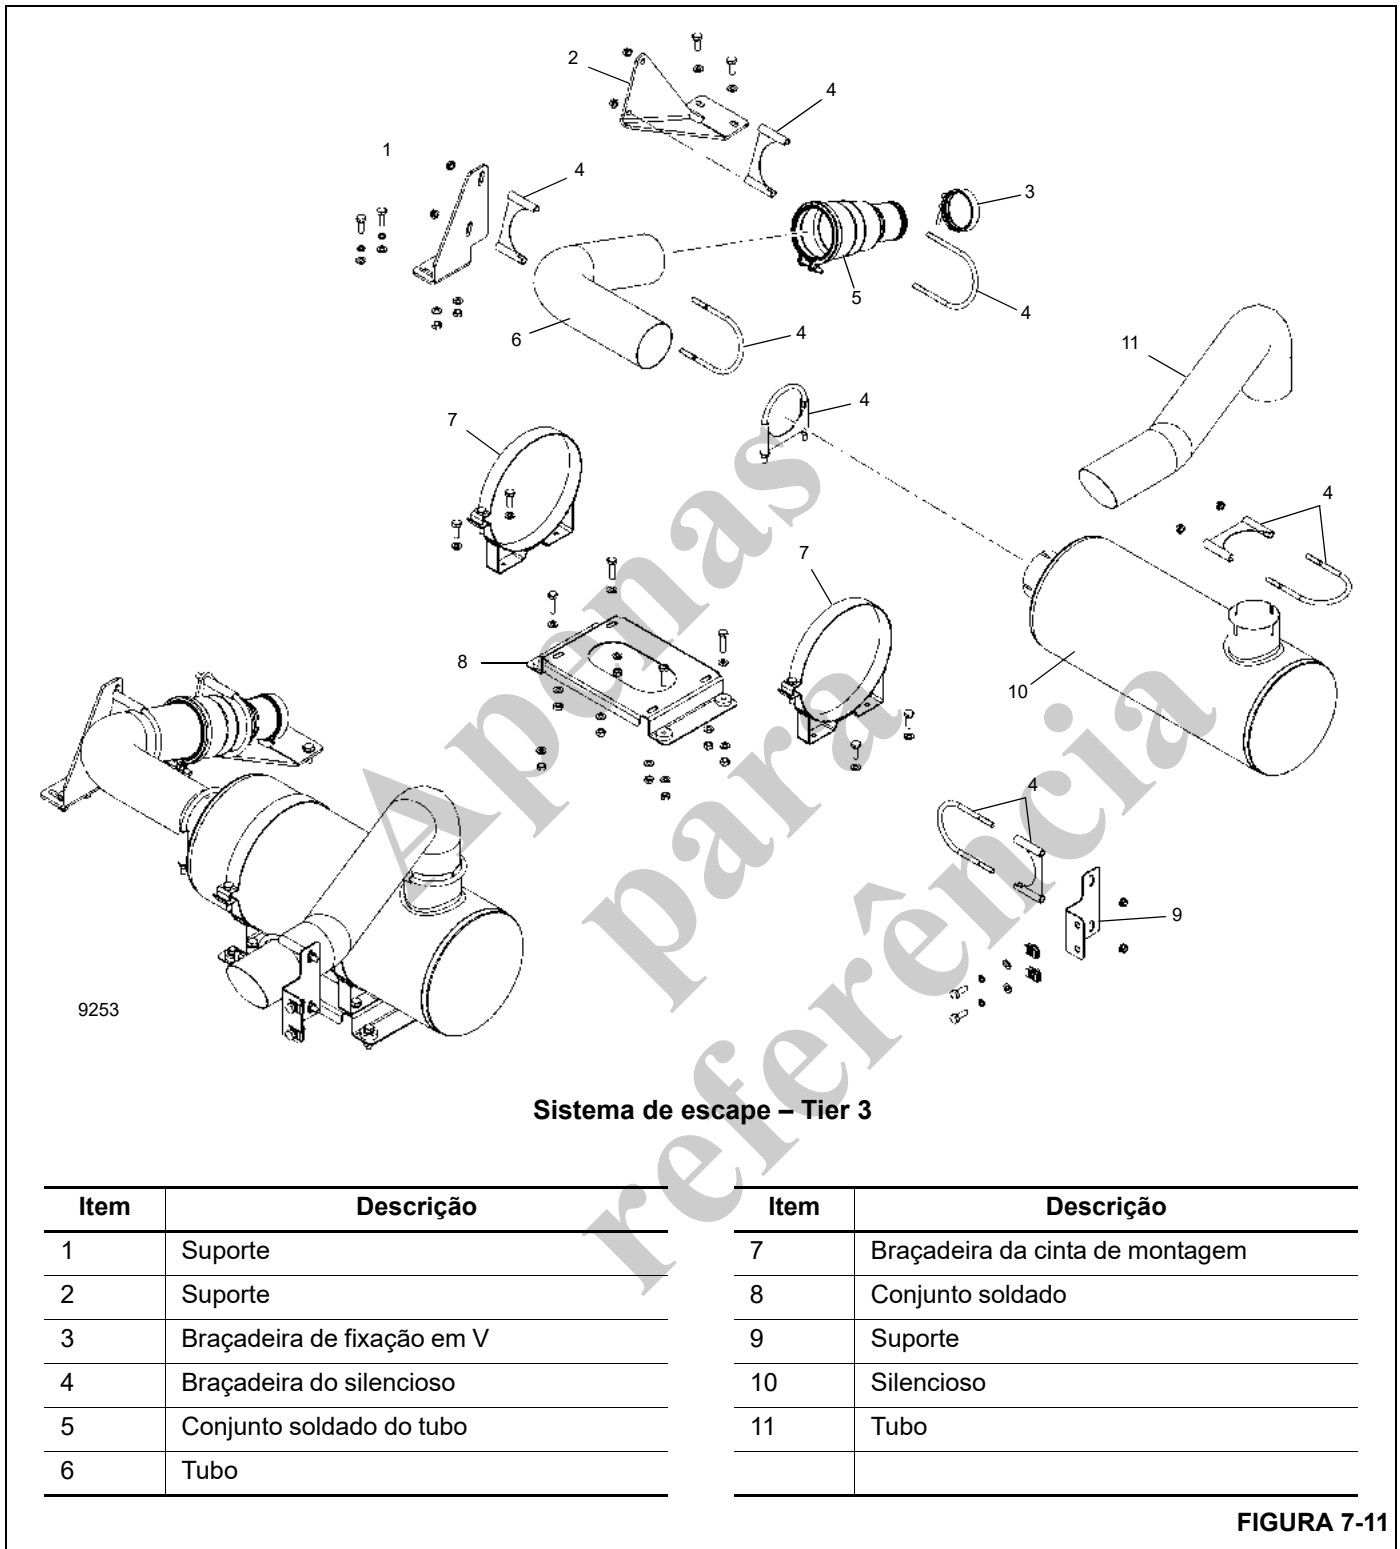 2
4
1
4
3
5
4
6
4
11
4
7
4
7
8
10
4
9
9253
Apenas
para
referência
Sistema de escape – Tier 3
Item Descrição
1 Suporte
2 Suporte
3 Braçadeira de fixação em V
4 Braçadeira do silencioso
5 Conjunto soldado do tubo
6 Tubo
Item Descrição
7 Braçadeira da cinta de montagem
8 Conjunto soldado
9 Suporte
10 Silencioso
11 Tubo
FIGURA 7-11